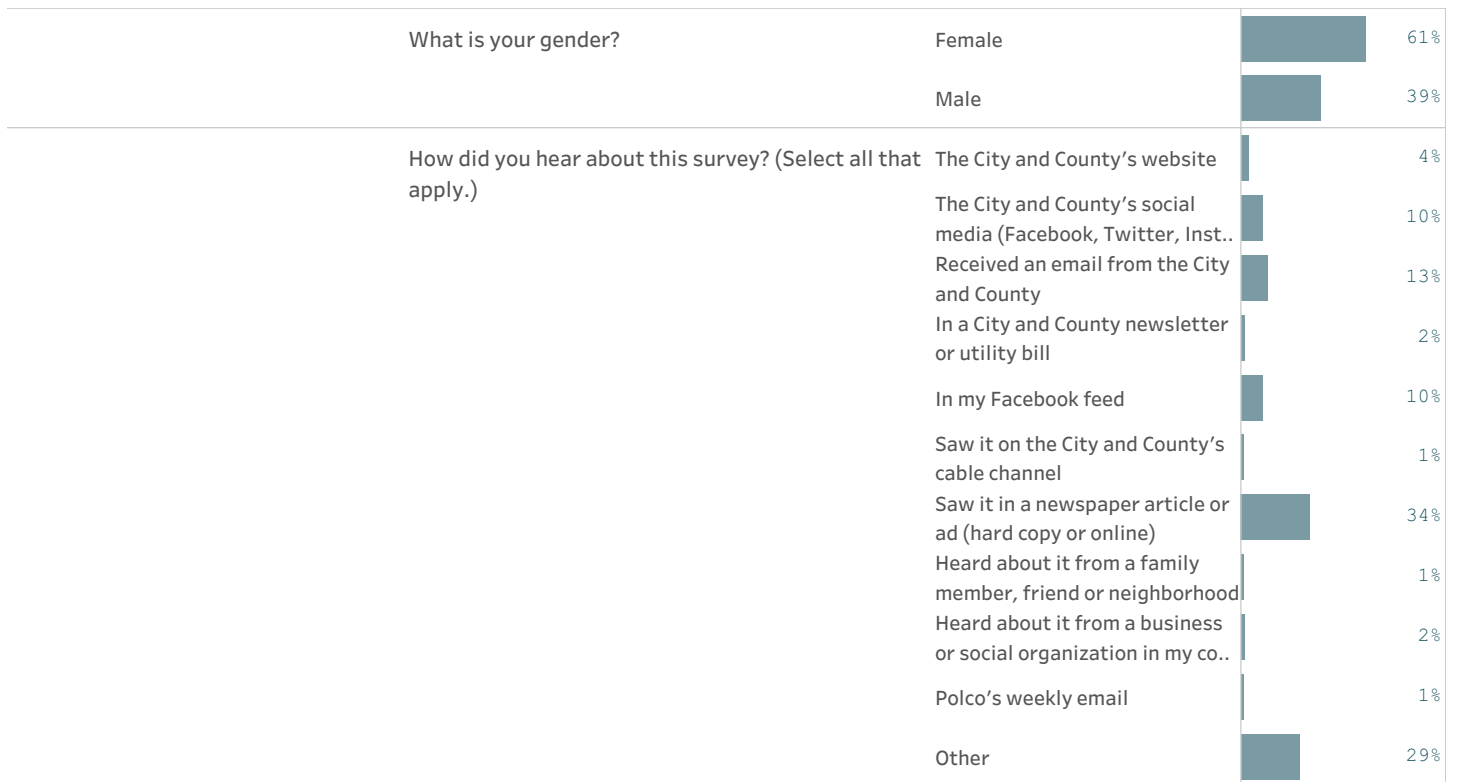 What is your gender?
Female
61%
Male
39%
How did you hear about this survey? (Select all that
apply.)
The City and County’s website
4%
The City and County’s social
media (Facebook, Twitter, Inst..
10%
Received an email from the City
and County
13%
In a City and County newsletter
or utility bill
2%
In my Facebook feed
10%
Saw it on the City and County’s
cable channel
1%
Saw it in a newspaper article or
ad (hard copy or online)
34%
Heard about it from a family
member, friend or neighborhood
1%
Heard about it from a business
or social organization in my co..
2%
Polco’s weekly email
1%
Other
29%